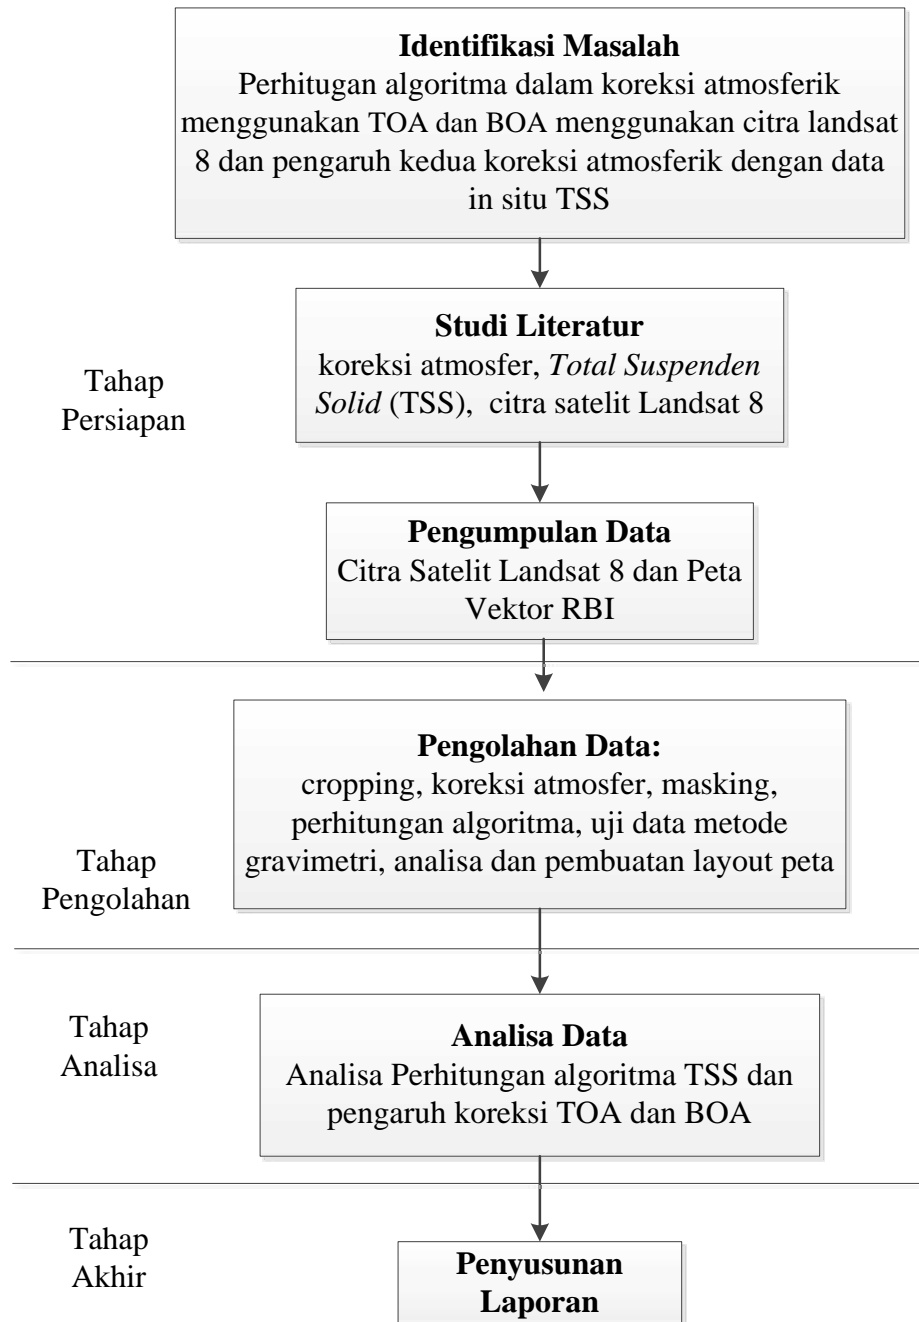 Identifikasi Masalah
Perhitugan algoritma dalam koreksi atmosferik
menggunakan TOA dan BOA menggunakan citra landsat
8 dan pengaruh kedua koreksi atmosferik dengan data
in situ TSS
Studi Literatur
koreksi atmosfer, Total Suspenden
Solid (TSS), citra satelit Landsat 8
Tahap
Persiapan
Pengumpulan Data
Citra Satelit Landsat 8 dan Peta
Vektor RBI
Pengolahan Data:
cropping, koreksi atmosfer, masking,
perhitungan algoritma, uji data metode
gravimetri, analisa dan pembuatan layout peta
Tahap
Pengolahan
Tahap
Analisa
Analisa Data
Analisa Perhitungan algoritma TSS dan
pengaruh koreksi TOA dan BOA
Tahap
Akhir
Penyusunan
Laporan